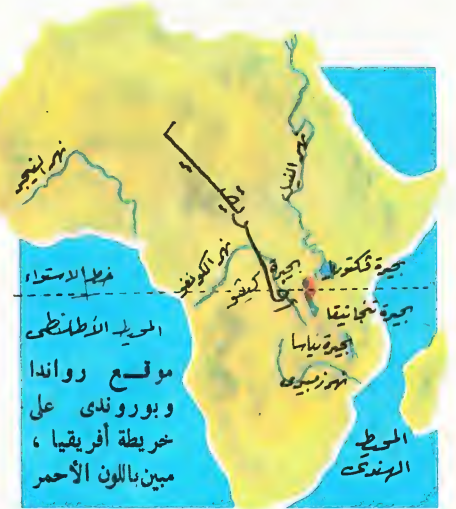 نهر النيجر
نهر النيل
نهر الكونغو
بحيرة
كيفو
بحيرة ڤكتوريا
بحيرة تنجانيقا
بحيرة نياسا
نهر زمبيزى
خط الاستواء
المحيط الأطلنطى
موقع رواندا
وبوروندى على
خريطة أفريقيا ،
مبين باللون الأحمر
المحيط
الهندى